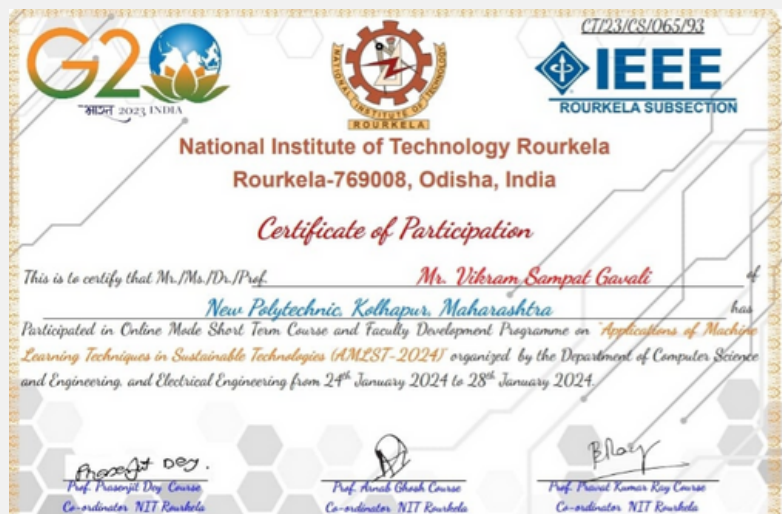 CT/23/CS/065/93
G20
भारत 2023 INDIA
NATIONAL INSTITUTE OF TECHNOLOGY
ROURKELA
IEEE
ROURKELA SUBSECTION
National Institute of Technology Rourkela
Rourkela-769008, Odisha, India
Certificate of Participation
This is to certify that Mr./Ms./Dr./Prof. Mr. Vikram Sampat Gavali of
New Polytechnic, Kolhapur, Maharashtra has
Participated in Online Mode Short Term Course and Faculty Development Programme on "Applications of Machine
Learning Techniques in Sustainable Technologies (AMLST-2024)" organized by the Department of Computer Science
and Engineering, and Electrical Engineering from 24th January 2024 to 28th January 2024.
Prasenjit Dey.
Prof. Prasenjit Dey Course
Co-ordinator NIT Rourkela
Prof. Arnab Ghosh Course
Co-ordinator NIT Rourkela
Prof. Pravat Kumar Ray Course
Co-ordinator NIT Rourkela